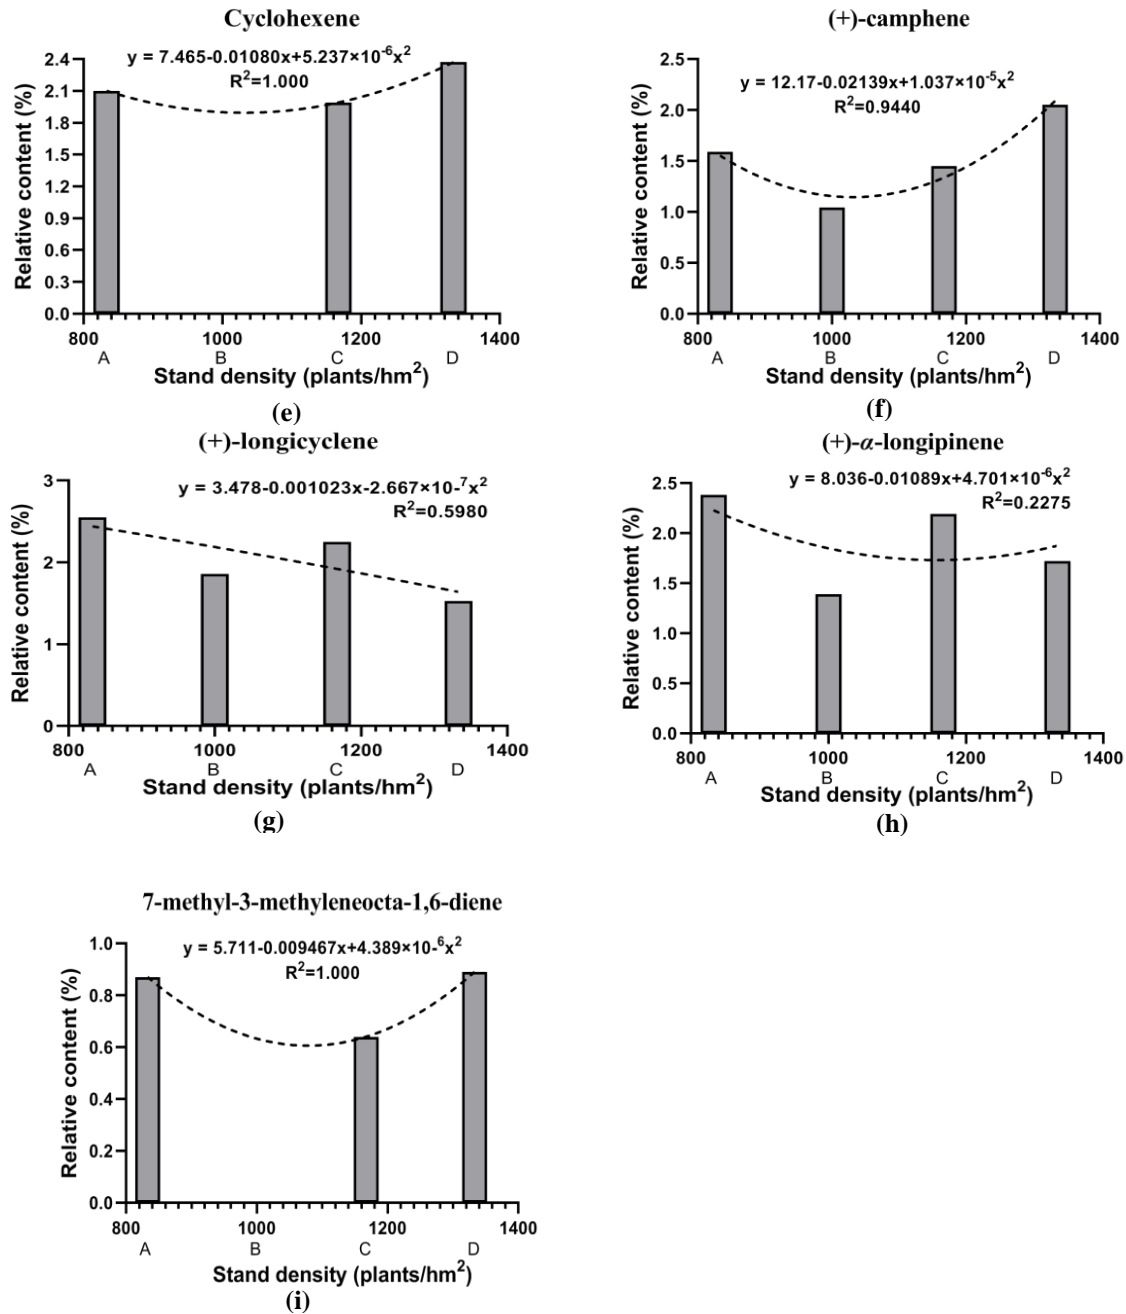 Cyclohexene
y = 7.465-0.01080x+5.237×10⁻⁶x²
R²=1.000
Relative content (%)
2.4
2.1
1.8
1.5
1.2
0.9
0.6
0.3
0.0
800 1000 1200 1400
A B C D
Stand density (plants/hm²)
(e)
(+)-camphene
y = 12.17-0.02139x+1.037×10⁻⁵x²
R²=0.9440
Relative content (%)
2.5
2.0
1.5
1.0
0.5
0.0
800 1000 1200 1400
A B C D
Stand density (plants/hm²)
(f)
(+)-longicyclene
y = 3.478-0.001023x-2.667×10-⁷x²
R²=0.5980
Relative content (%)
3
2
1
0
800 1000 1200 1400
A B C D
Stand density (plants/hm²)
(g)
(+)-α-longipinene
y = 8.036-0.01089x+4.701×10⁻⁶x²
R²=0.2275
Relative content (%)
2.5
2.0
1.5
1.0
0.5
0.0
800 1000 1200 1400
A B C D
Stand density (plants/hm²)
(h)
7-methyl-3-methyleneocta-1,6-diene
y = 5.711-0.009467x+4.389×10-⁶x²
R²=1.000
Relative content (%)
1.0
0.8
0.6
0.4
0.2
0.0
800 1000 1200 1400
A B C D
Stand density (plants/hm²)
(i)